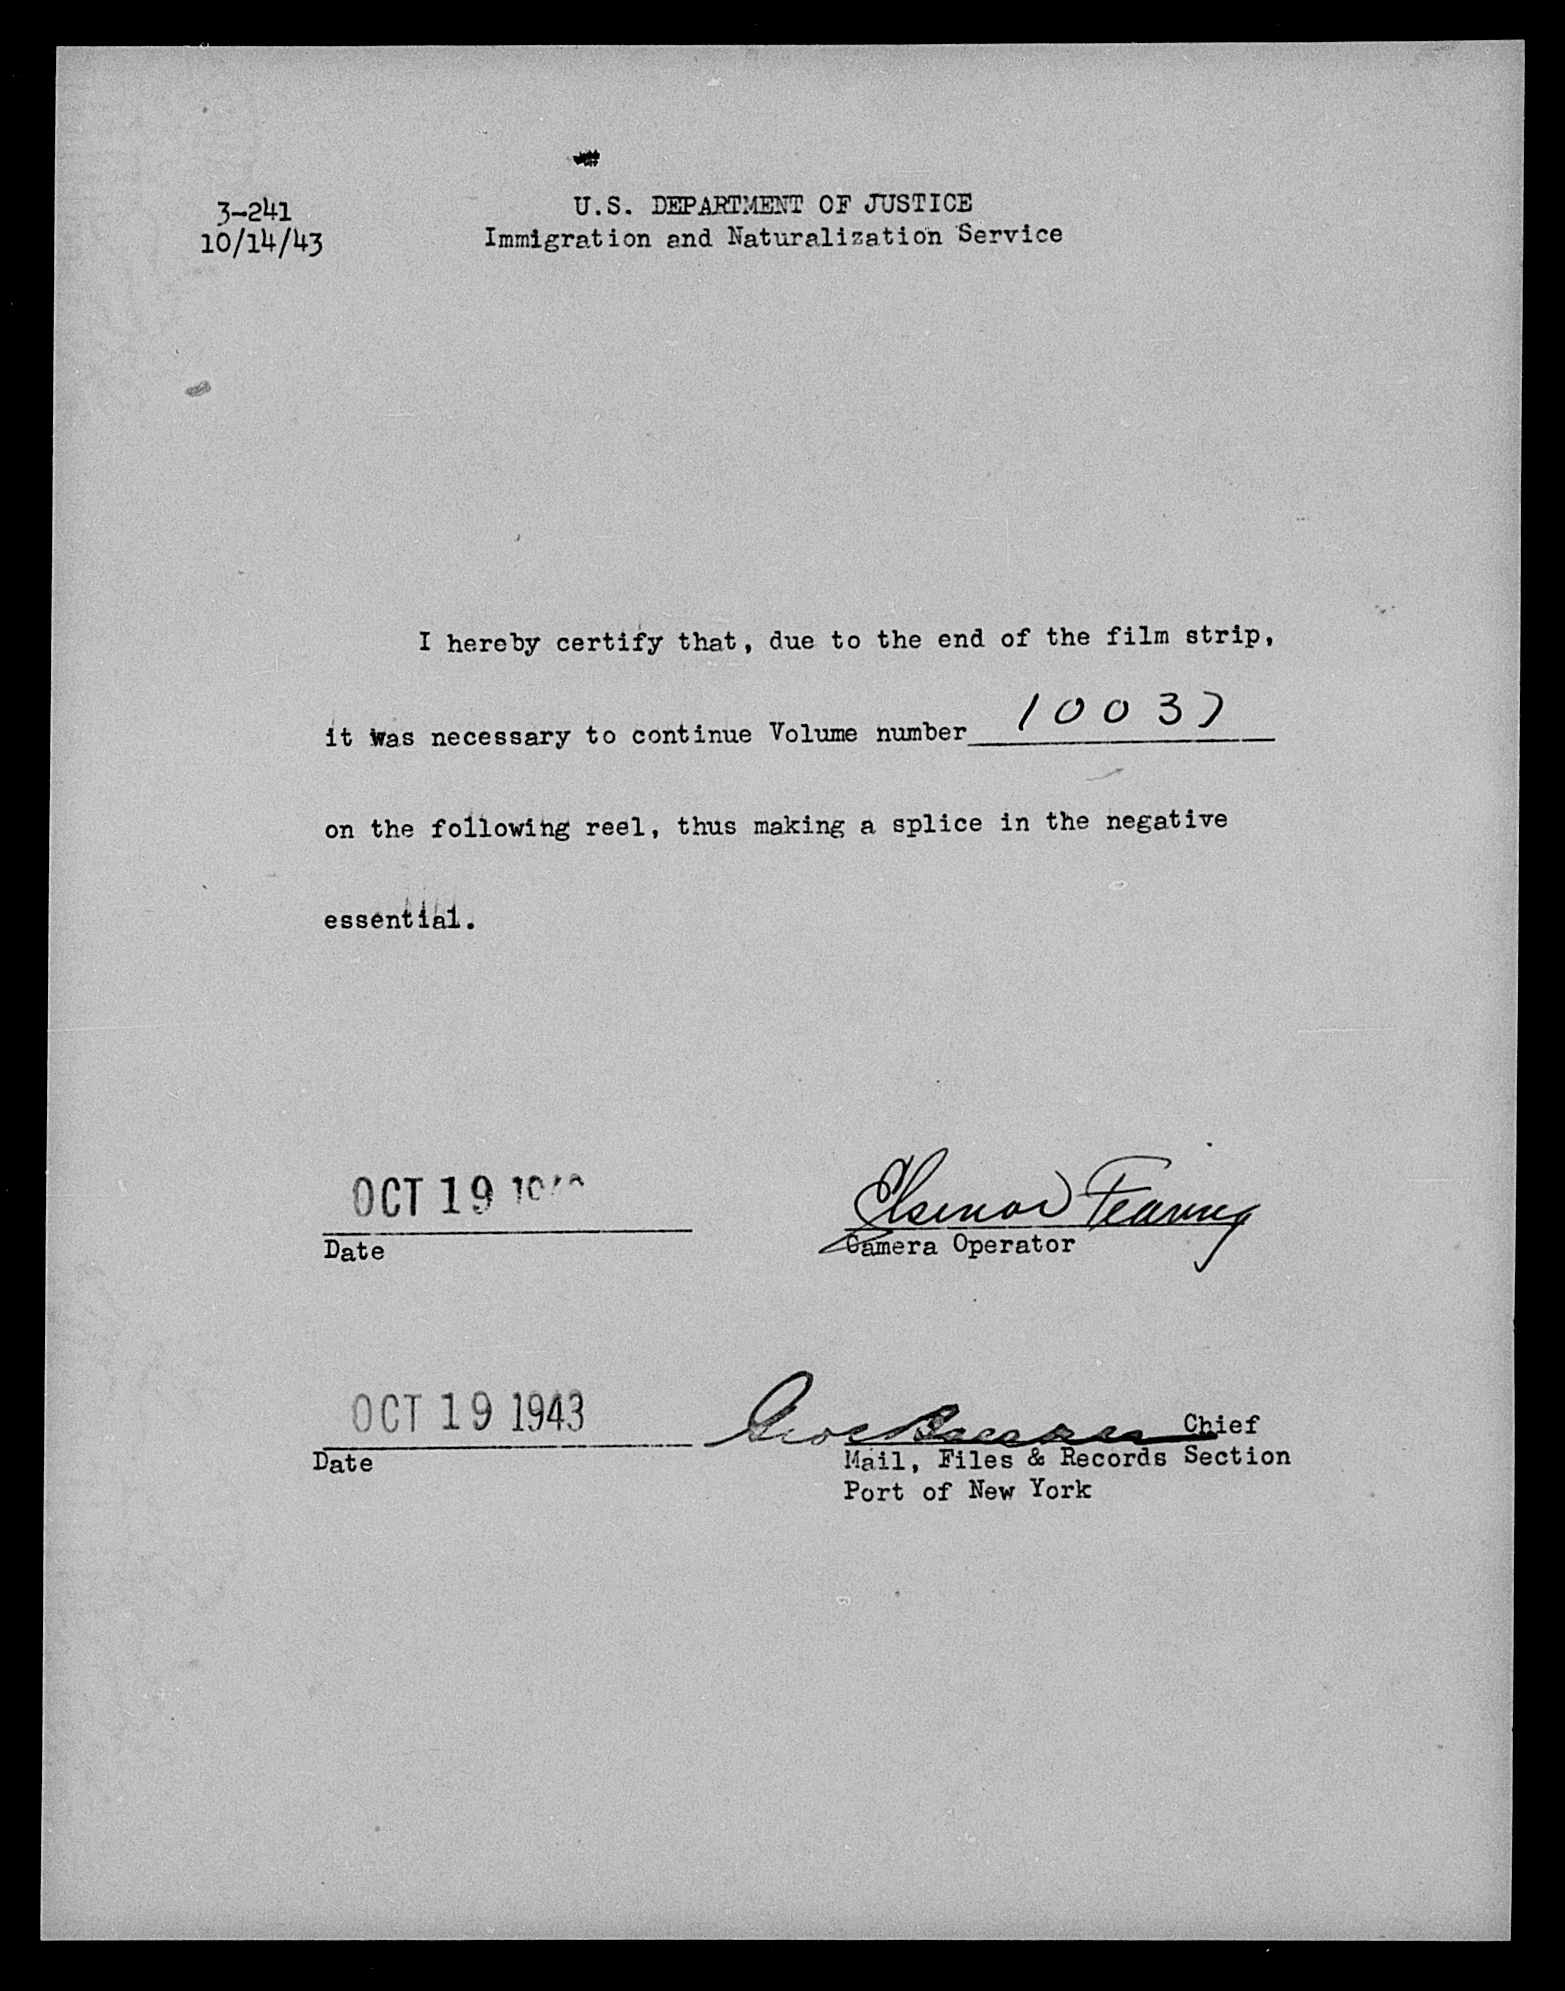 3-241
10/14/43
U.S. DEPARTMENT OF JUSTICE
Immigration and Naturalization Service
I hereby certify that, due to the end of the film strip,
it was necessary to continue Volume number 10037
on the following reel, thus making a splice in the negative
essential.
OCT 19
Date
Camera Operator
OCT 19 1943
Date
Chief
Mail, Files & Records Section
Port of New York